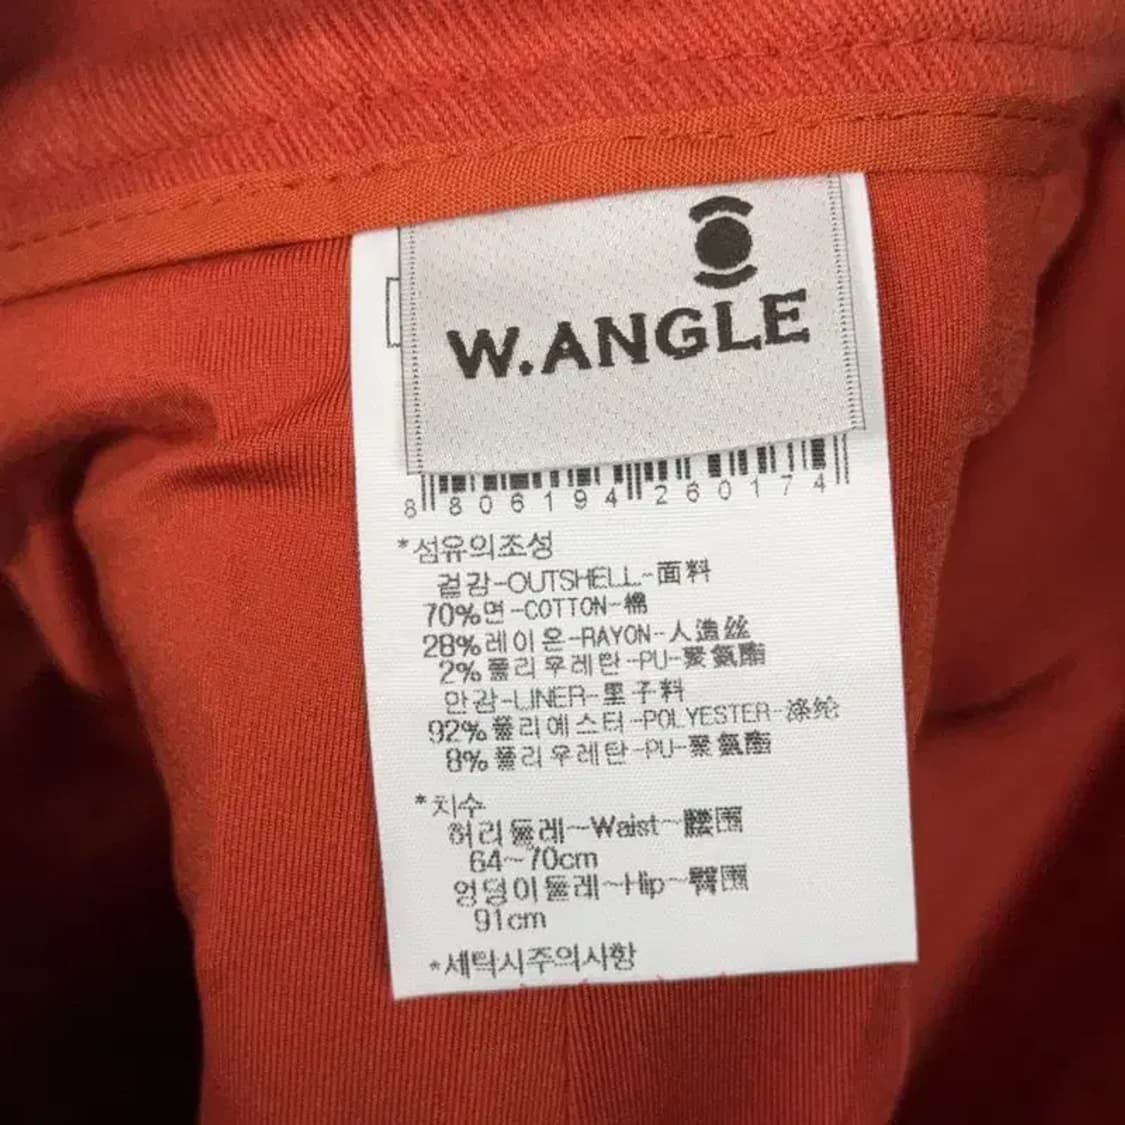 W.ANGLE
8 806194 260174
*섬유의조성
겉감-OUTSHELL-面料
70%면-COTTON-棉
28%레이온-RAYON-人造丝
2%폴리우레탄-PU-聚氨酯
안감-LINER-里子料
92%폴리에스터-POLYESTER-涤纶
8%폴리우레탄-PU-聚氨酯
*치수
허리둘레-Waist-腰围
64~70cm
엉덩이둘레-Hip-臀围
91cm
*세탁시주의사항